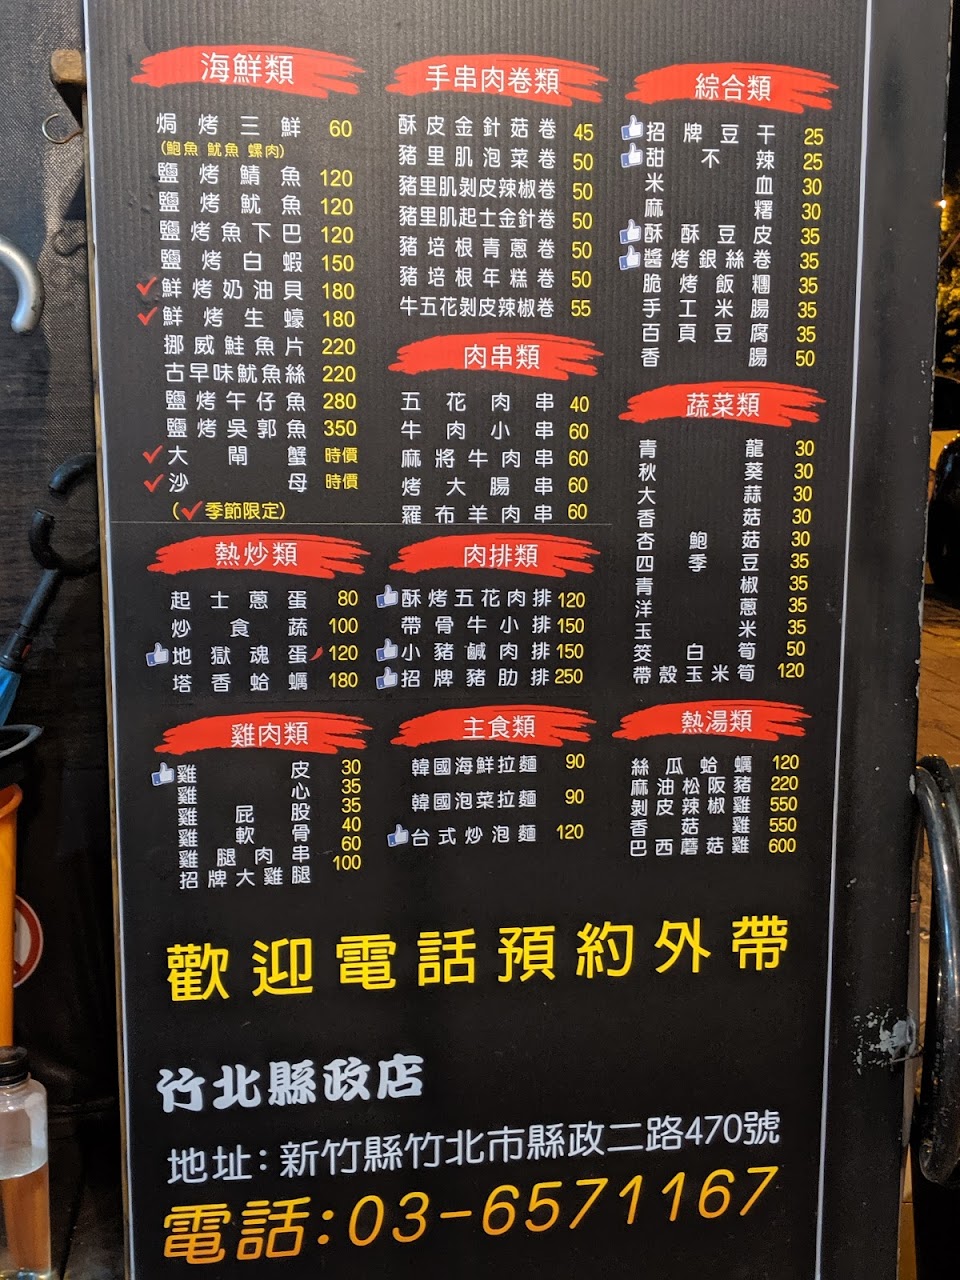 海鮮類
焗烤三鮮 60
(鮑魚 魷魚 螺肉)
鹽烤鯖魚 120
鹽烤魷魚 120
鹽烤魚下巴 120
鹽烤白蝦 150
鮮烤奶油貝 180
鮮烤生蠔 180
挪威鮭魚片 220
古早味魷魚絲 220
鹽烤午仔魚 280
鹽烤吳郭魚 350
大閘蟹 時價
沙母 時價
(✓季節限定)
手串肉卷類
酥皮金針菇卷 45
豬里肌泡菜卷 50
豬里肌剝皮辣椒卷 50
豬里肌起士金針卷 50
豬培根青蔥卷 50
豬培根年糕卷 50
牛五花剝皮辣椒卷 55
肉串類
五花肉串 40
牛肉小串 60
麻將牛肉串 60
烤大腸串 60
羅布羊肉串 60
綜合類
招牌豆干 25
甜不辣 25
米血 30
麻糬 30
酥酥豆皮 35
醬烤銀絲卷 35
脆烤飯糰 35
手工米腸 35
百頁豆腐 35
香腸 50
蔬菜類
青龍 30
秋葵 30
大蒜 30
香菇 30
杏鮑菇 30
四季豆 35
青椒 35
洋蔥 35
玉米 35
筊白筍 50
帶殼玉米筍 120
熱炒類
起士蔥蛋 80
炒食蔬 100
地獄魂蛋 120
塔香蛤蠣 180
肉排類
酥烤五花肉排 120
帶骨牛小排 150
小豬鹹肉排 150
招牌豬肋排 250
雞肉類
雞皮 30
雞心 35
雞屁股 35
雞軟骨 40
雞腿肉串 60
招牌大雞腿 100
主食類
韓國海鮮拉麵 90
韓國泡菜拉麵 90
台式炒泡麵 120
熱湯類
絲瓜蛤蠣 120
麻油松阪豬 220
剝皮辣椒雞 550
香菇雞 550
巴西蘑菇雞 600
歡迎電話預約外帶
竹北縣政店
地址:新竹縣竹北市縣政二路470號
電話:03-6571167